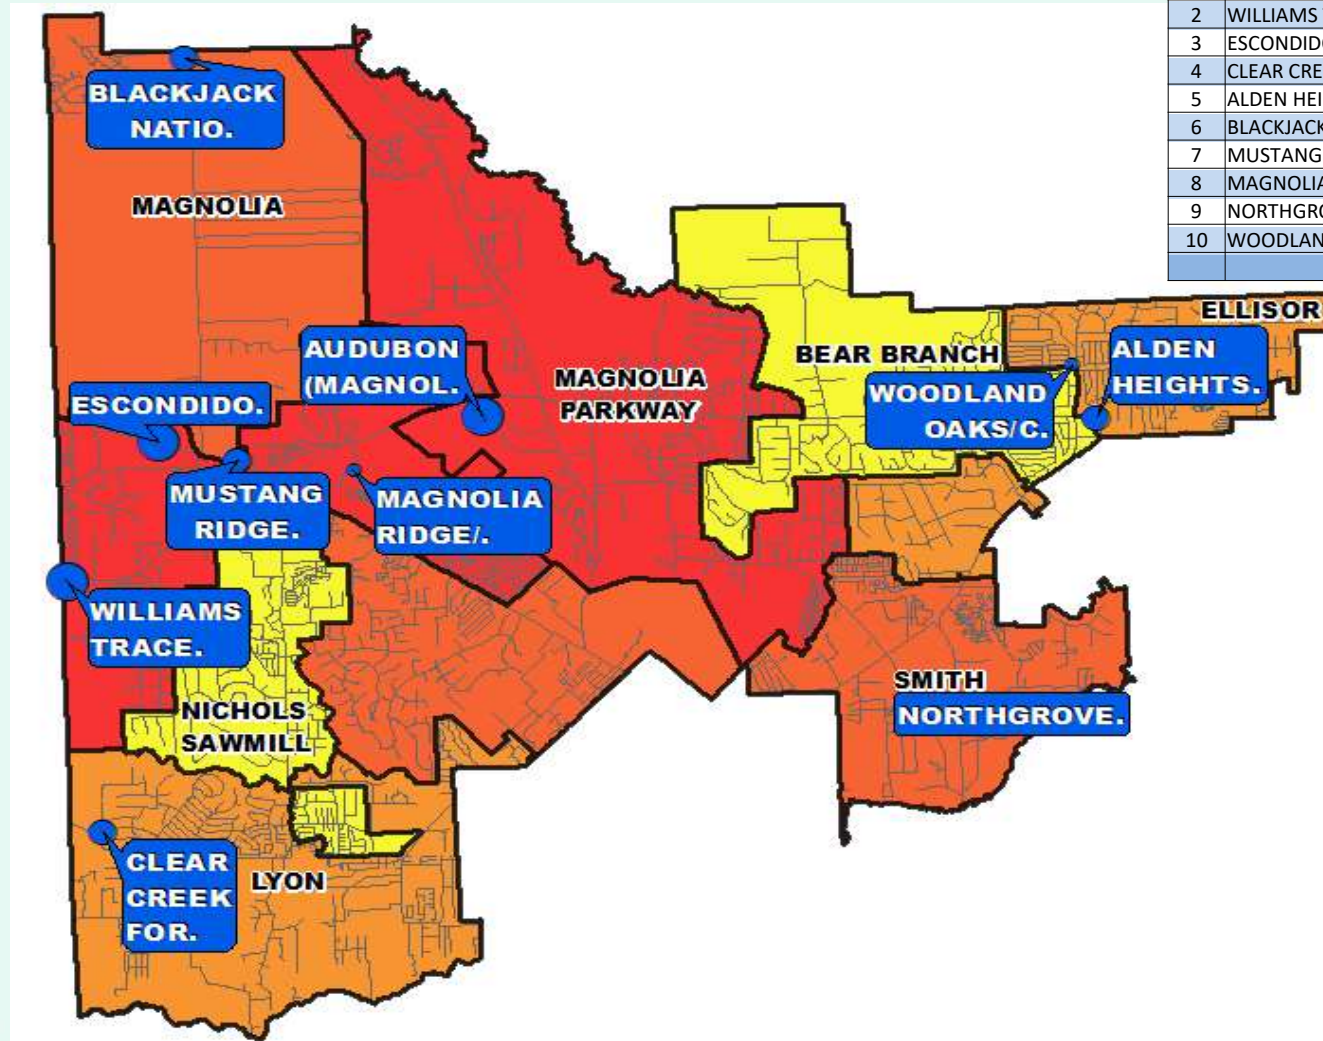 2 WILLIAMS
3 ESCONDID
4 CLEAR CRE
5 ALDEN HEI
6 BLACKJACK
7 MUSTANG
8 MAGNOLIA
9 NORTHGRO
10 WOODLAN
BLACKJACK
NATIO.
MAGNOLIA
ELLISOR
AUDUBON
(MAGNOL.
MAGNOLIA
PARKWAY
BEAR BRANCH
ALDEN
HEIGHTS.
WOODLAND
OAKS/C.
ESCONDIDO.
MUSTANG
RIDGE.
MAGNOLIA
RIDGE/.
WILLIAMS
TRACE.
SMITH
NORTHGROVE.
NICHOLS
SAWMILL
CLEAR
CREEK
FOR.
LYON